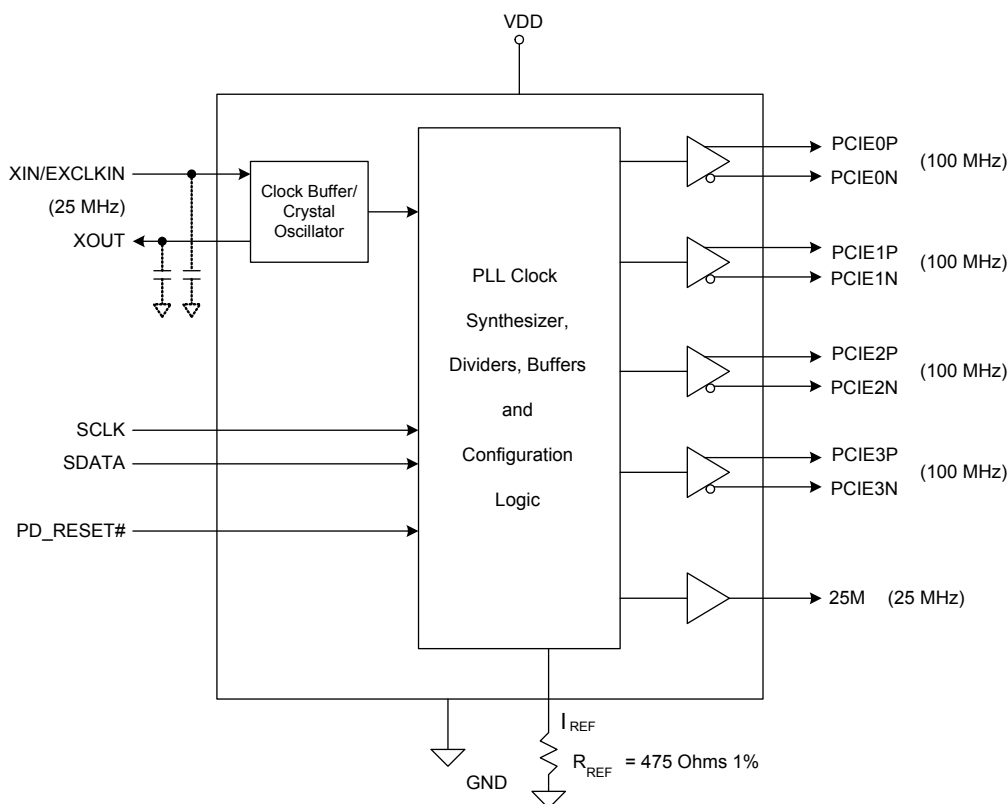 VDD
XIN/EXCLKIN
(25 MHz)
XOUT
SCLK
SDATA
PD_RESET#
Clock Buffer/
Crystal
Oscillator
PLL Clock
Synthesizer,
Dividers, Buffers
and
Configuration
Logic
PCIE0P
PCIE0N
(100 MHz)
PCIE1P
PCIE1N
(100 MHz)
PCIE2P
PCIE2N
(100 MHz)
PCIE3P
PCIE3N
(100 MHz)
25M (25 MHz)
GND
IREF
RREF = 475 Ohms 1%